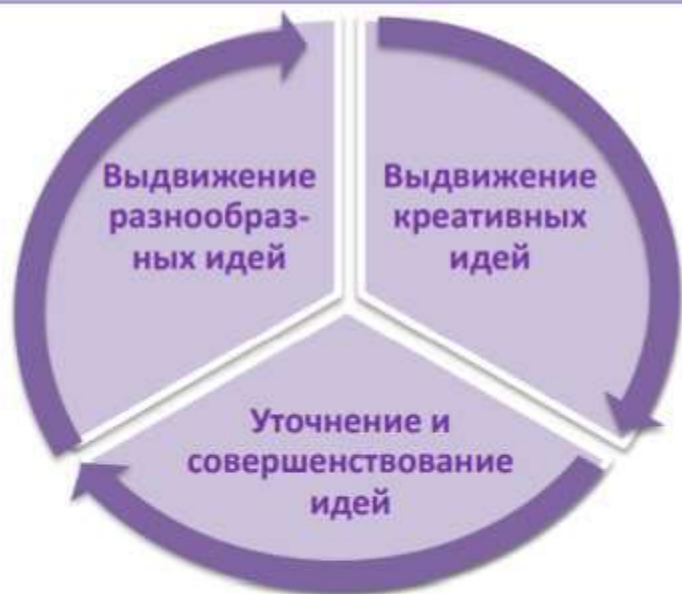 Выдвижение
разнообраз-
ных идей
Выдвижение
креативных
идей
Уточнение и
совершенствование
идей